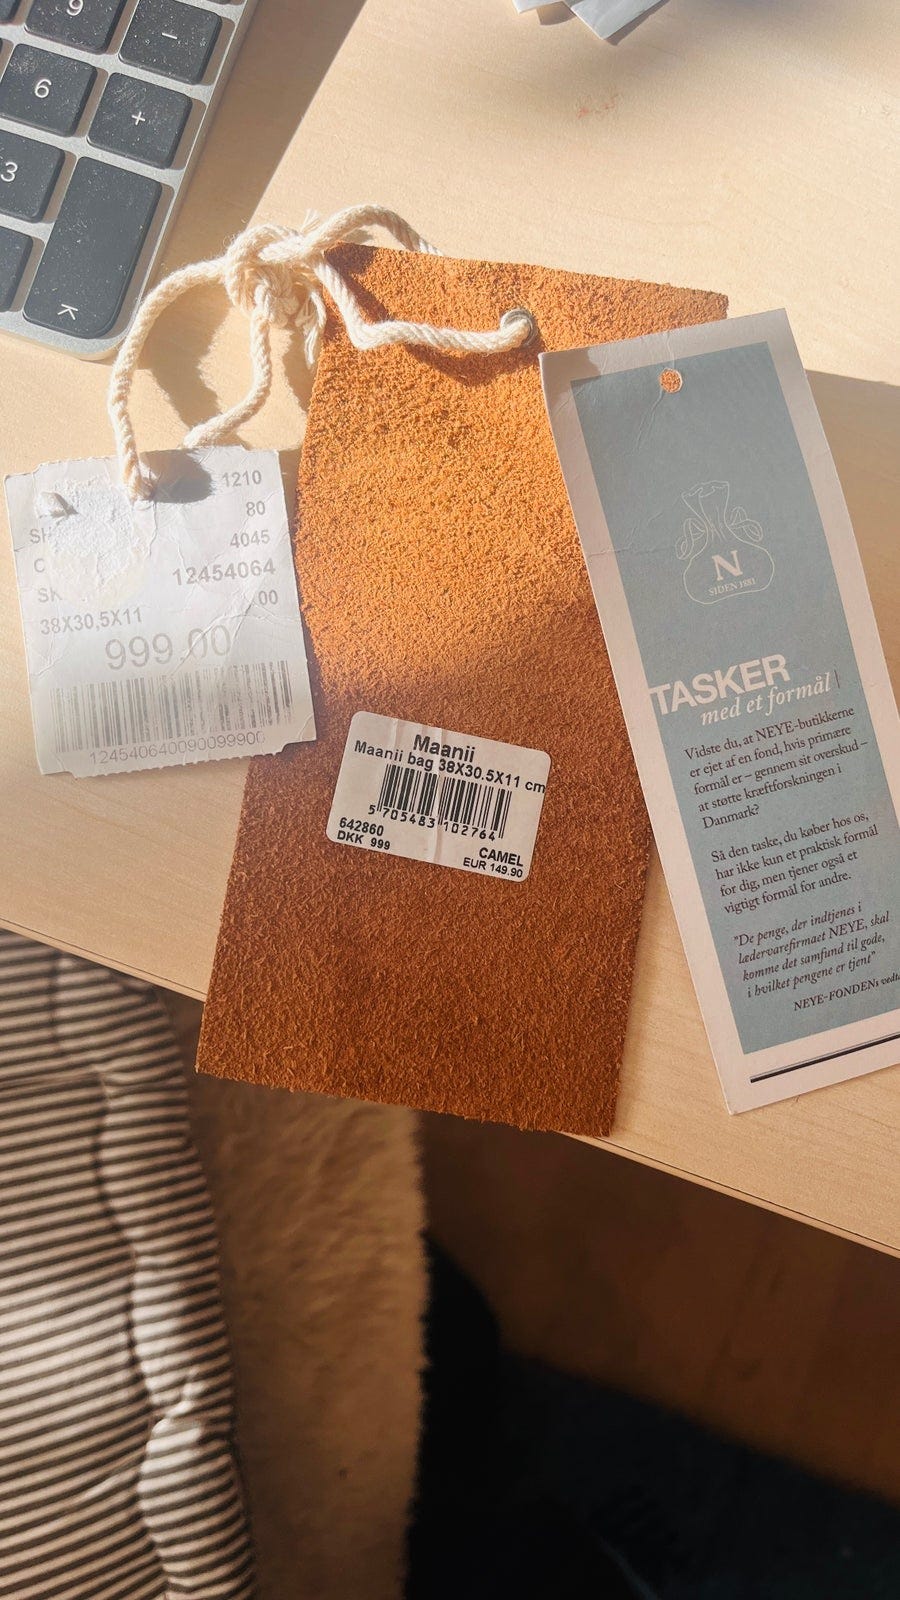 9
-
6
+
3
1210
80
4045
12454064
00
38X30,5X11
999.00
124540640090099900
Maanii
Maanii bag 38X30.5X11 cm
5 705483 102764
642860
CAMEL
DKK 999
EUR 149.90
N
SIDEN 1881
TASKER
med et formål
Vidste du, at NEYE-butikkerne
er ejet af en fond, hvis primære
formål er – gennem sit overskud –
at støtte kræftforskningen i
Danmark?
Så den taske, du køber hos os,
har ikke kun et praktisk formål
for dig, men tjener også et
vigtigt formål for andre.
"De penge, der indtjenes i
lædervarefirmaet NEYE, skal
komme det samfund til gode,
i hvilket pengene er tjent"
NEYE-FONDENs